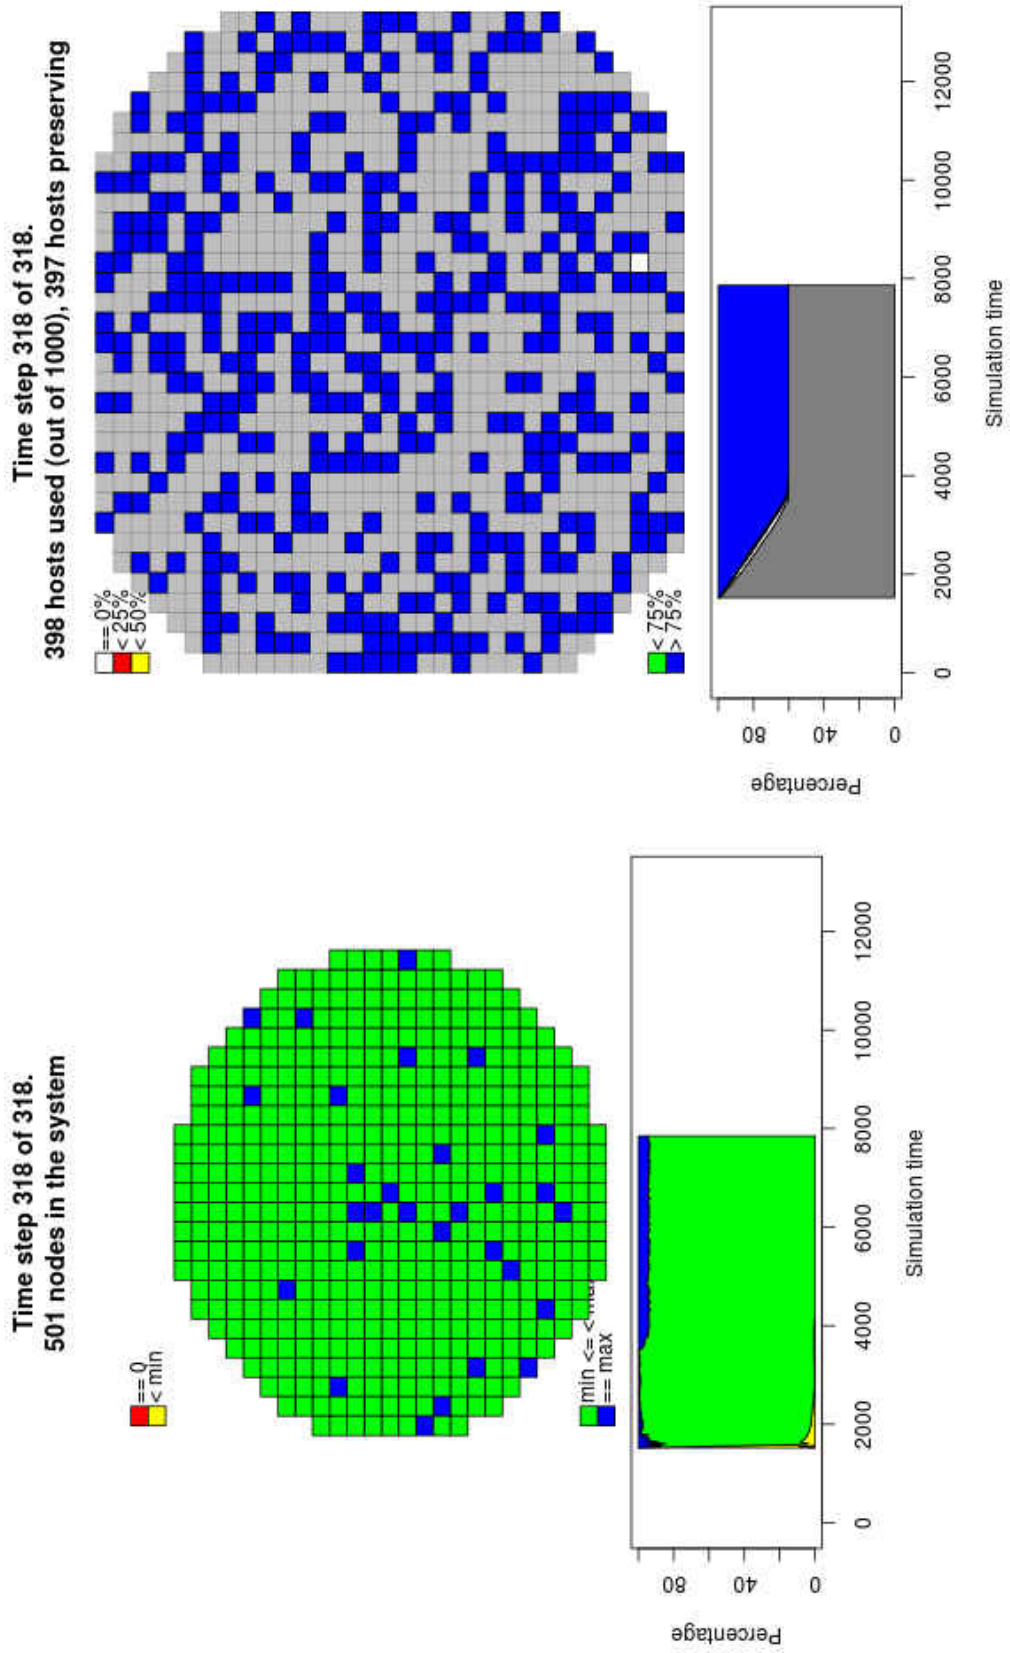 Time step 318 of 318.
501 nodes in the system
== 0
< min
min <= <
== max
80
40
0
Percentage
0
2000
4000
6000
8000
10000
12000
Simulation time
Time step 318 of 318.
398 hosts used (out of 1000), 397 hosts preserving
== 0%
< 25%
< 50%
< 75%
> 75%
80
40
0
Percentage
0
2000
4000
6000
8000
10000
12000
Simulation time